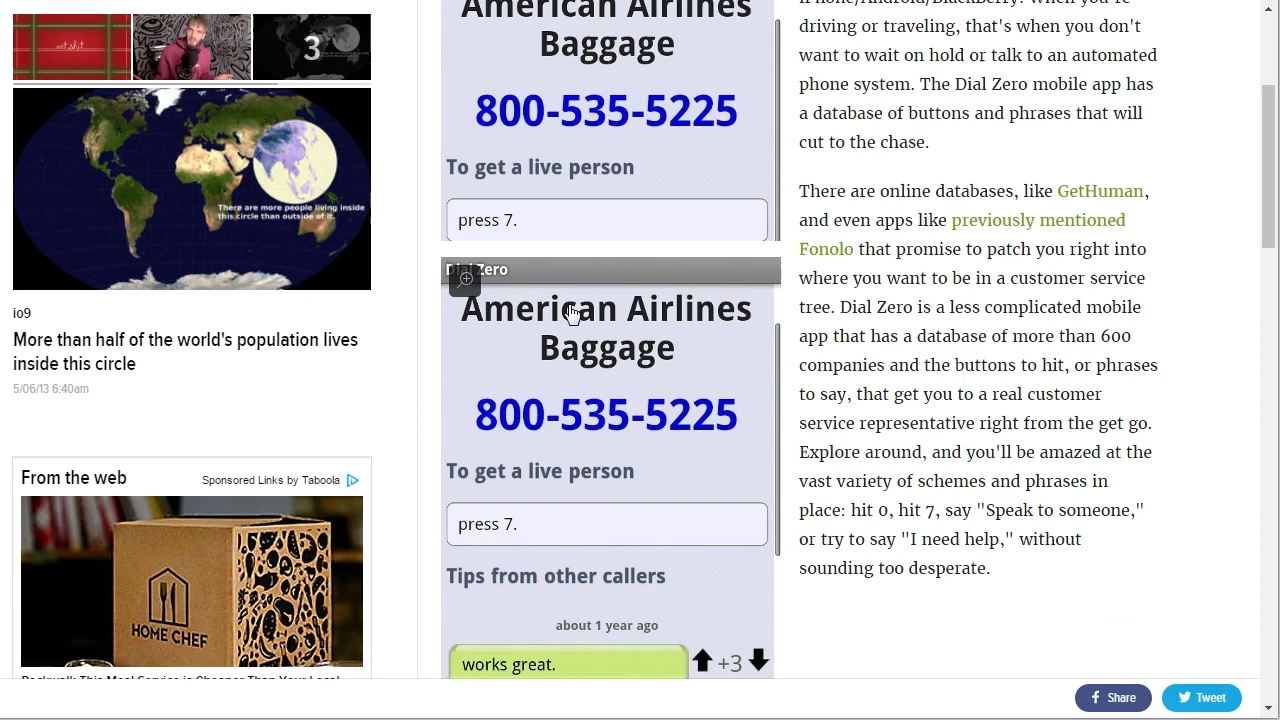 3
There are more people living inside
this circle than outside of it.
io9
More than half of the world's population lives
inside this circle
5/06/13 6:40am
From the web
Sponsored Links by Taboola
HOME CHEF
American Airlines
Baggage
800-535-5225
To get a live person
press 7.
Dial Zero
American Airlines
Baggage
800-535-5225
To get a live person
press 7.
Tips from other callers
about 1 year ago
works great.
+3
driving or traveling, that's when you don't
want to wait on hold or talk to an automated
phone system. The Dial Zero mobile app has
a database of buttons and phrases that will
cut to the chase.
There are online databases, like GetHuman,
and even apps like previously mentioned
Fonolo that promise to patch you right into
where you want to be in a customer service
tree. Dial Zero is a less complicated mobile
app that has a database of more than 600
companies and the buttons to hit, or phrases
to say, that get you to a real customer
service representative right from the get go.
Explore around, and you'll be amazed at the
vast variety of schemes and phrases in
place: hit 0, hit 7, say "Speak to someone,"
or try to say "I need help," without
sounding too desperate.
Share
Tweet